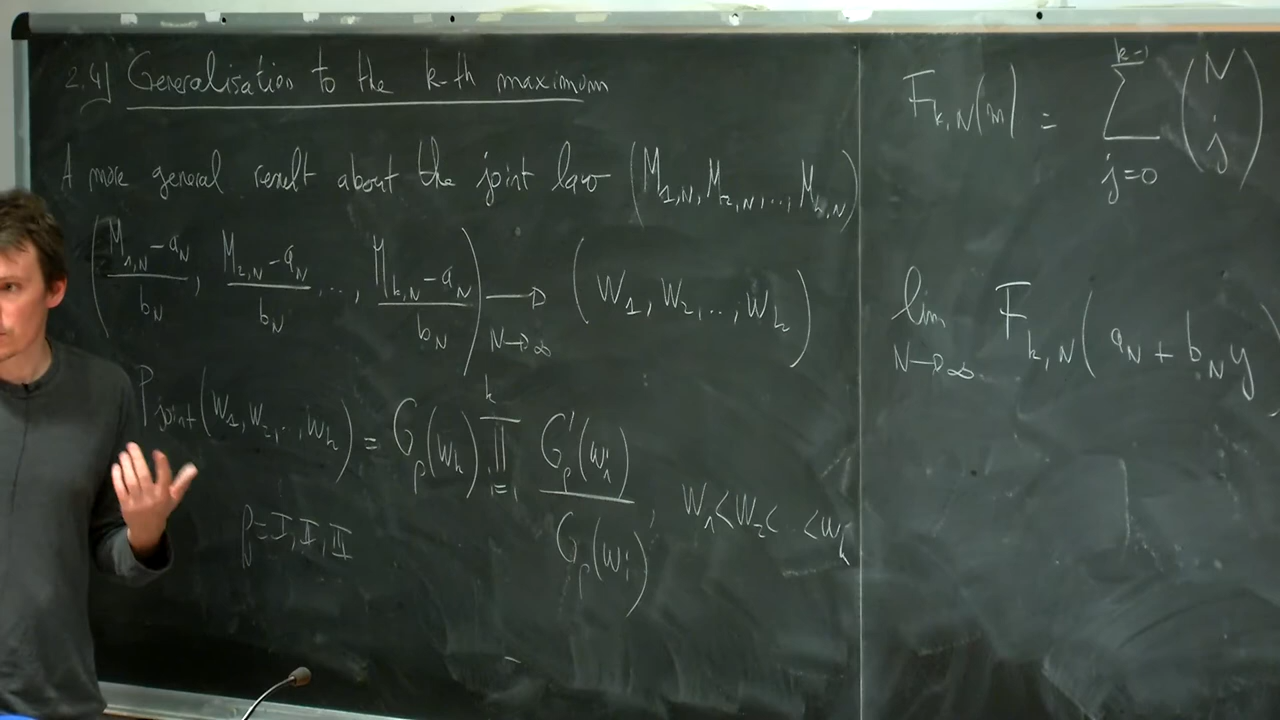 2.4) Generalisation to the k-th maximum
A more general result about the joint law (M_{1,N}, M_{2,N}, ..., M_{k,N})
((M_{1,N} - a_N)/b_N, (M_{2,N} - a_N)/b_N, ..., (M_{k,N} - a_N)/b_N) →_{N→∞} (W_1, W_2, ..., W_k)
P_{joint}(W_1, W_2, ..., W_k) = G_ρ(w_k) ∏_{i=1}^{k} G'_ρ(w_i)/G_ρ(w_i), W_1 < W_2 < < w_k
ρ = I, II, III
F_{k,N}(m) = ∑_{j=0}^{k-1} (N j)
lim_{N→∞} F_{k,N}(a_N + b_N y)